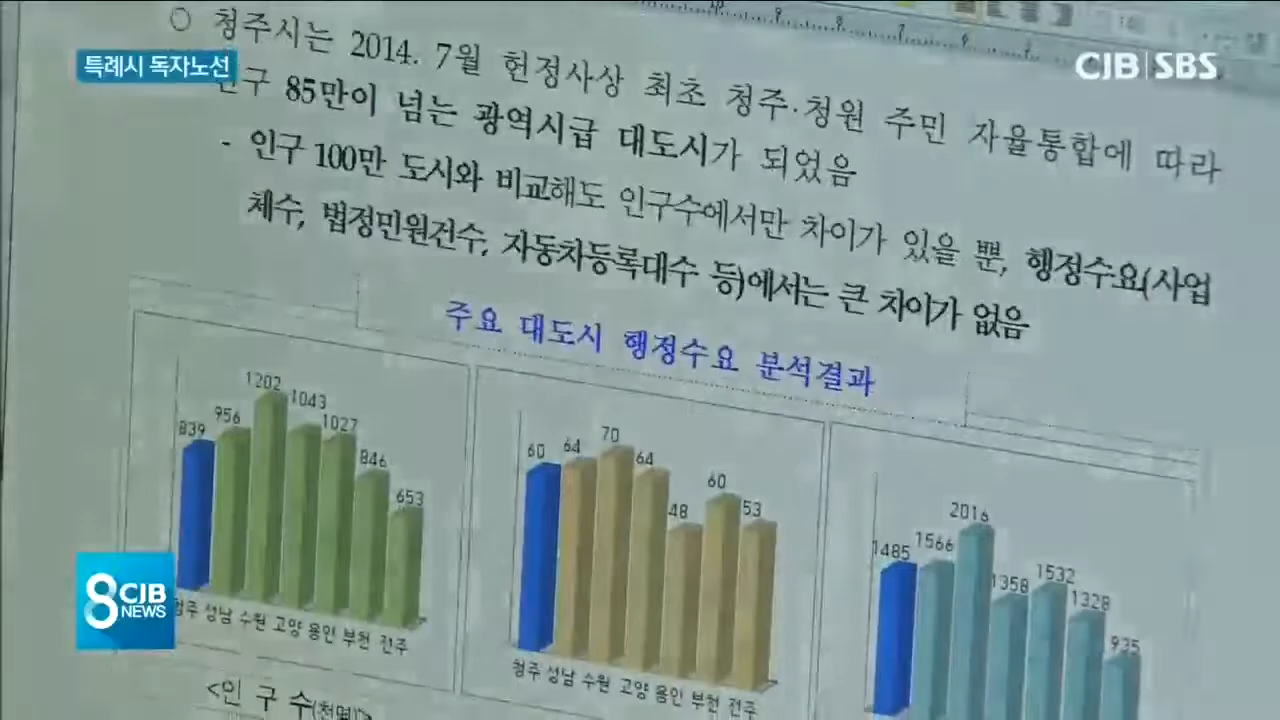 CJB SBS
특례시 독자노선
○ 청주시는 2014. 7월 헌정사상 최초 청주·청원 주민 자율통합에 따라
인구 85만이 넘는 광역시급 대도시가 되었음
- 인구 100만 도시와 비교해도 인구수에서만 차이가 있을 뿐, 행정수요(사업
체수, 법정민원건수, 자동차등록대수 등)에서는 큰 차이가 없음
주요 대도시 행정수요 분석결과
839 956 1202 1043 1027 846 653
청주 성남 수원 고양 용인 부천 전주
<인 구 수(천명)>
60 64 70 64 48 60 53
청주 성남 수원 고양 용인 부천 전주
1485 1566 2016 1358 1532 1328 935
8 CJB NEWS